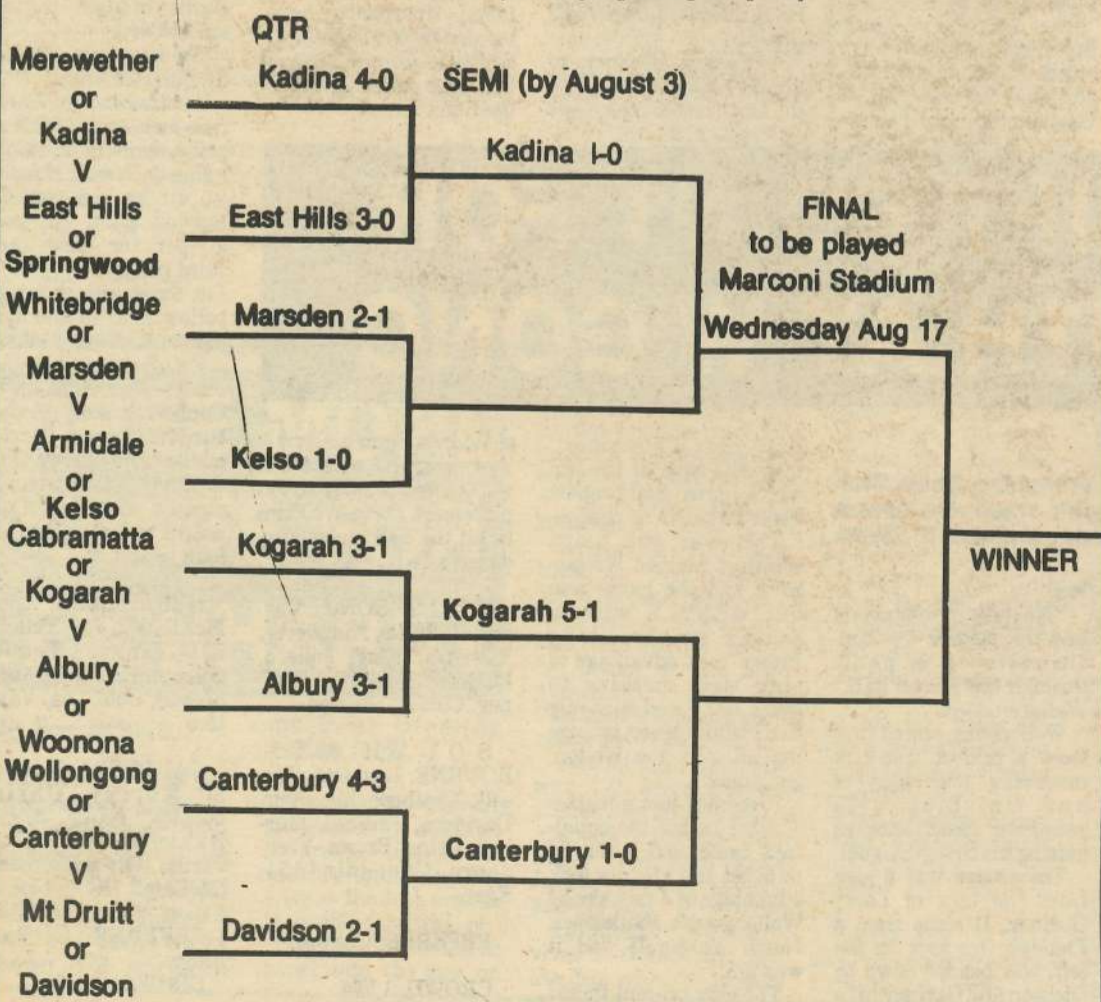 QTR
Merewether
or
Kadina
V
East Hills
or
Springwood
Whitebridge
or
Marsden
V
Armidale
or
Kelso
Cabramatta
or
Kogarah
V
Albury
or
Woonona
Wollongong
or
Canterbury
V
Mt Druitt
or
Davidson
Kadina 4-0
East Hills 3-0
Marsden 2-1
Kelso 1-0
Kogarah 3-1
Albury 3-1
Canterbury 4-3
Davidson 2-1
SEMI (by August 3)
Kadina I-0
Kogarah 5-1
Canterbury 1-0
FINAL
to be played
Marconi Stadium
Wednesday Aug 17
WINNER